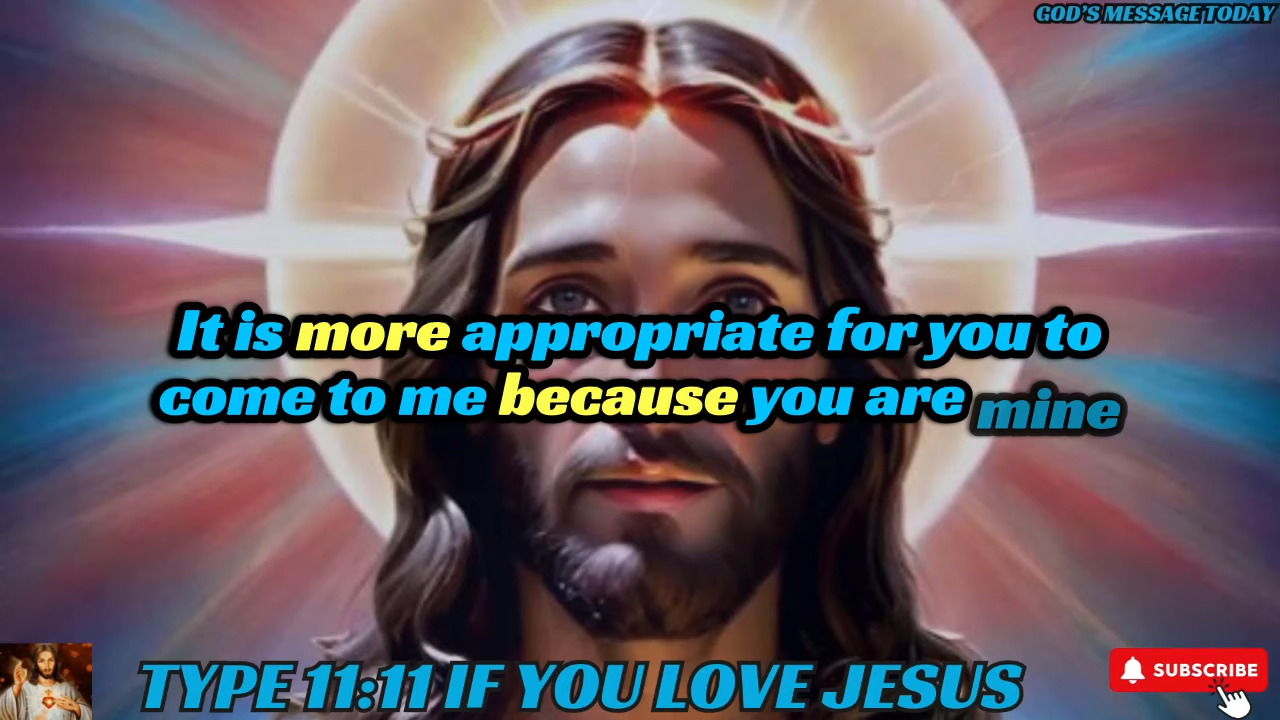 GOD'S MESSAGE TODAY
It is more appropriate for you to
come to me because you are mine
TYPE 11:11 IF YOU LOVE JESUS
SUBSCRIBE